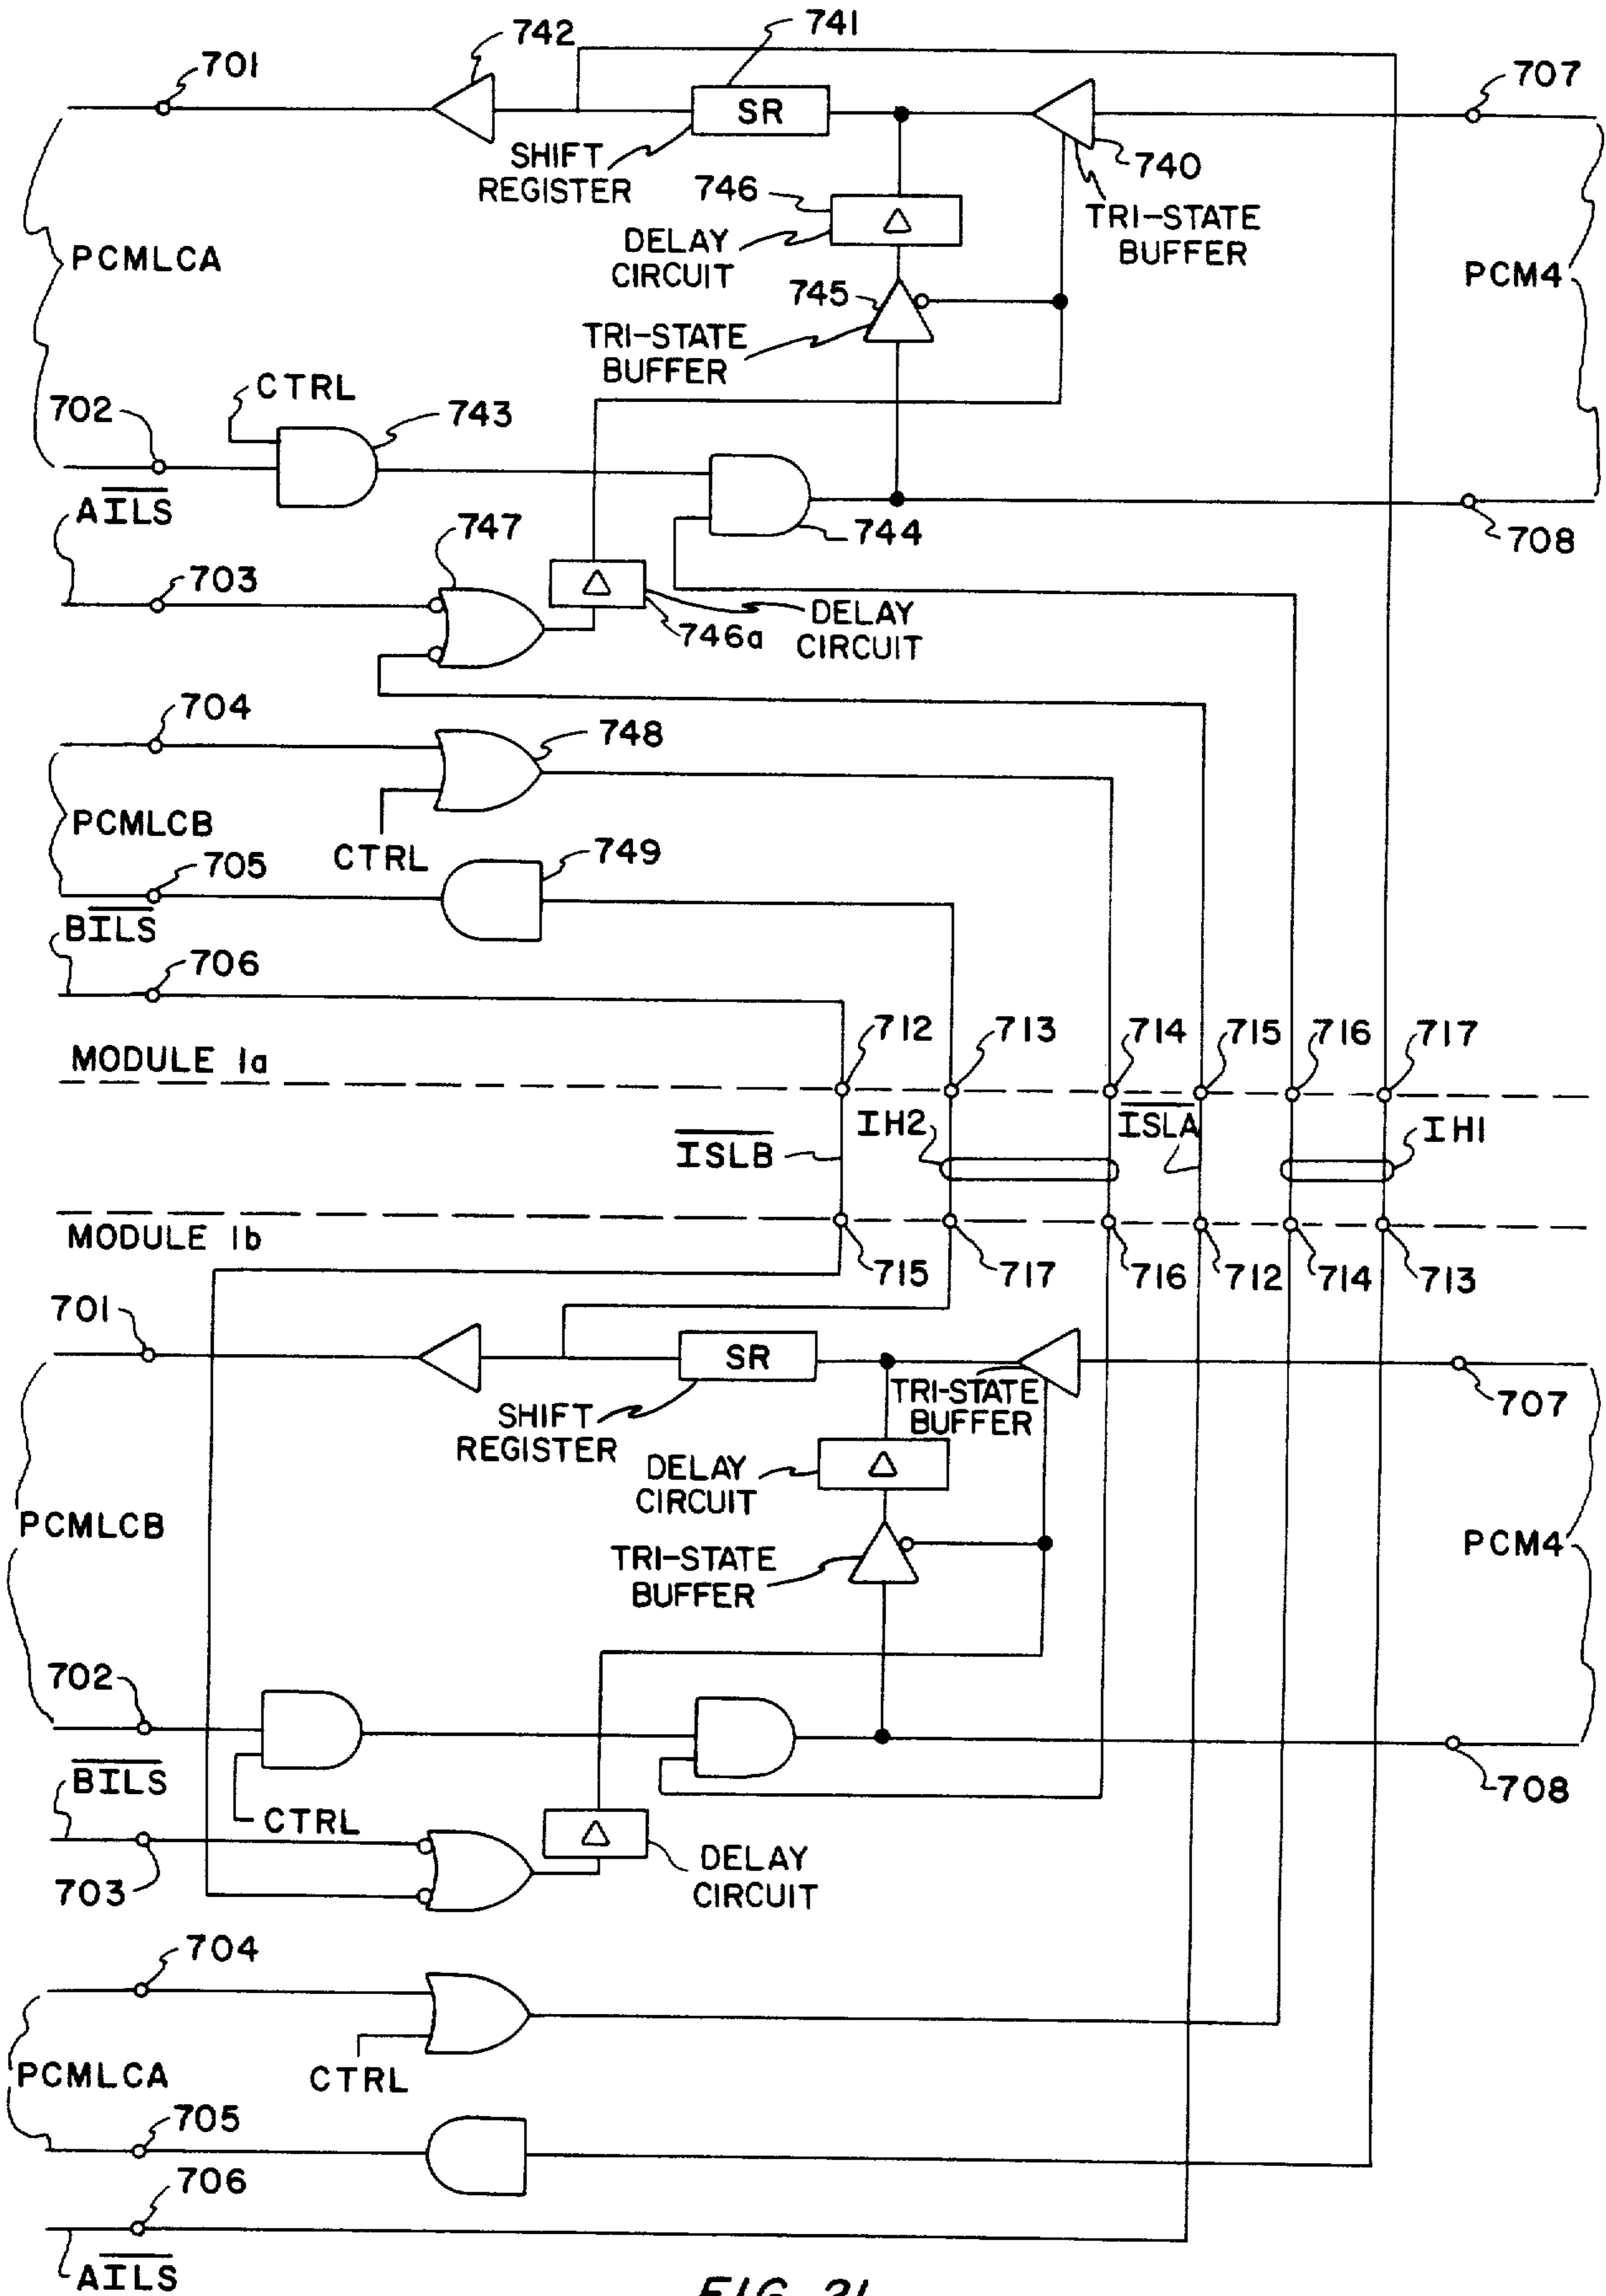 742
741
701
SR
707
SHIFT
REGISTER
746
740
TRI-STATE
BUFFER
DELAY
CIRCUIT
PCMLCA
745
PCM4
TRI-STATE
BUFFER
CTRL
702
743
AILS
747
744
708
703
DELAY
CIRCUIT
746a
704
748
PCMLCB
CTRL
705
749
BILS
706
MODULE 1a
712
713
714
715
716
717
ISLB
IH2
ISLA
IH1
MODULE 1b
715
717
716
712
714
713
701
SR
TRI-STATE
BUFFER
707
SHIFT
REGISTER
DELAY
CIRCUIT
PCMLCB
TRI-STATE
BUFFER
PCM4
702
BILS
CTRL
708
703
DELAY
CIRCUIT
704
PCMLCA
CTRL
705
706
AILS
FIG. 21